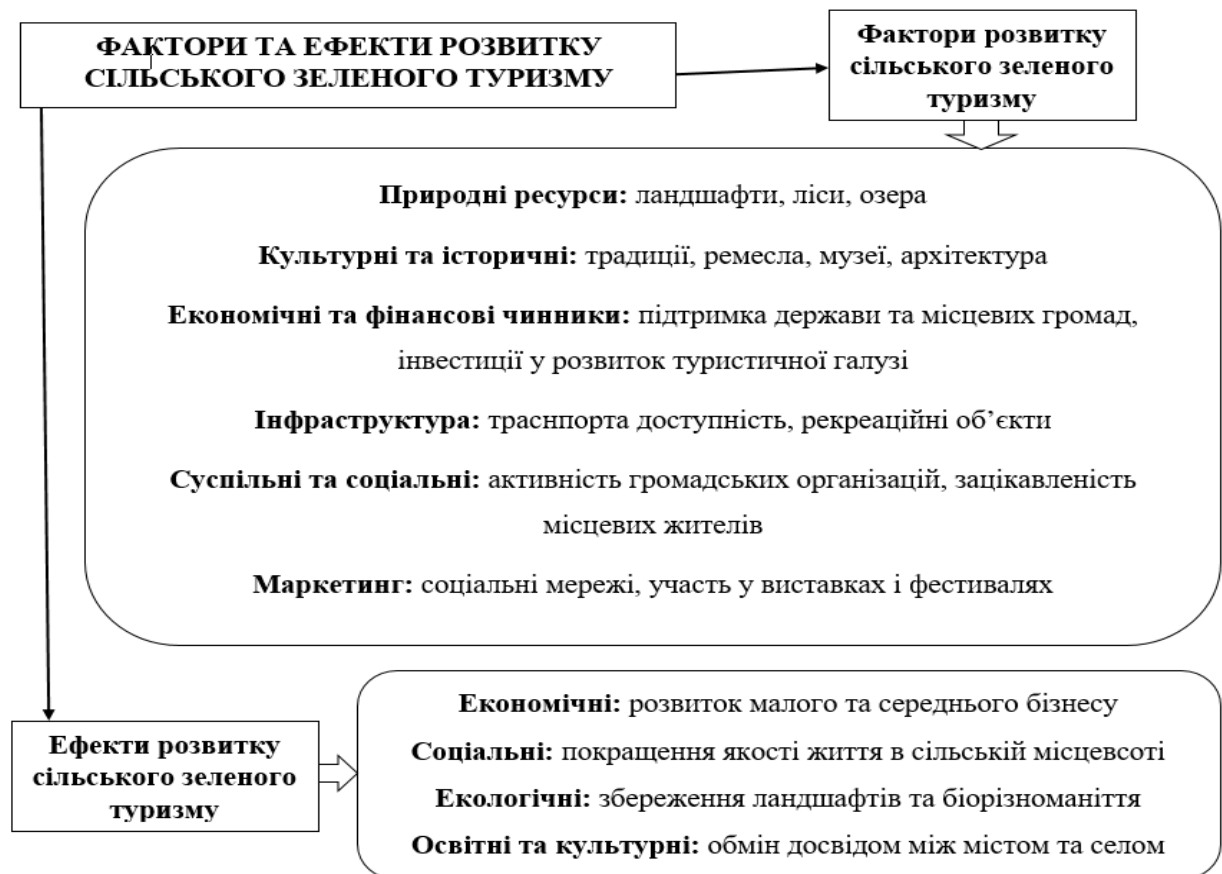 ФАКТОРИ ТА ЕФЕКТИ РОЗВИТКУ
СІЛЬСЬКОГО ЗЕЛЕНОГО ТУРИЗМУ
Фактори розвитку
сільського зеленого
туризму
Природні ресурси: ландшафти, ліси, озера
Культурні та історичні: традиції, ремесла, музеї, архітектура
Економічні та фінансові чинники: підтримка держави та місцевих громад,
інвестиції у розвиток туристичної галузі
Інфраструктура: траснпорта доступність, рекреаційні об’єкти
Суспільні та соціальні: активність громадських організацій, зацікавленість
місцевих жителів
Маркетинг: соціальні мережі, участь у виставках і фестивалях
Ефекти розвитку
сільського зеленого
туризму
Економічні: розвиток малого та середнього бізнесу
Соціальні: покращення якості життя в сільській місцевсоті
Екологічні: збереження ландшафтів та біорізноманіття
Освітні та культурні: обмін досвідом між містом та селом